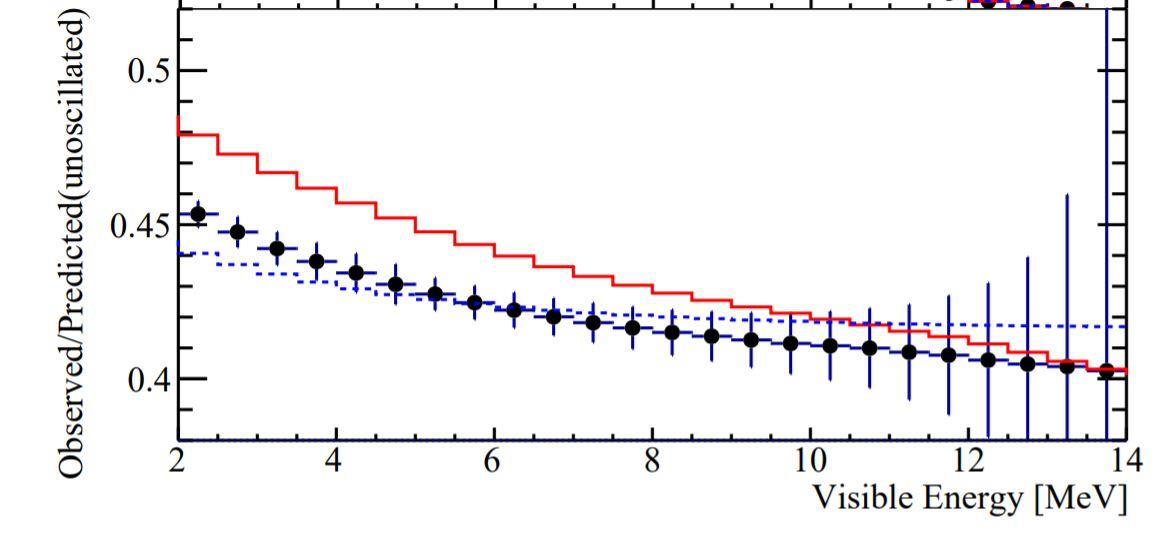 Observed/Predicted(unoscillated)
0.5
0.45
0.4
2 4 6 8 10 12 14
Visible Energy [MeV]